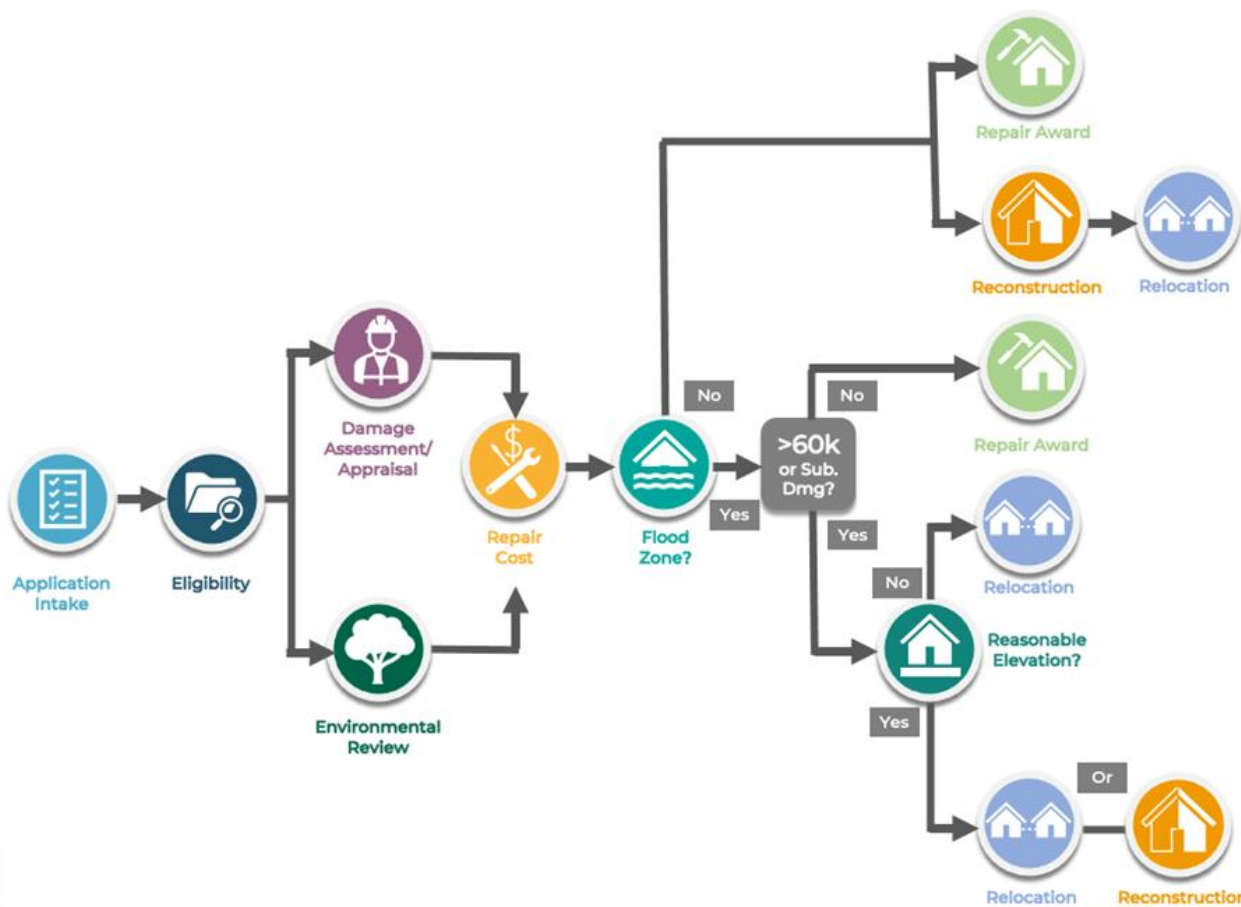 Repair Award
Reconstruction
Relocation
No
No
Damage
Assessment/
Appraisal
>60k
or Sub.
Dmg?
Repair Award
Yes
Yes
Repair
Cost
Flood
Zone?
Application
Intake
Eligibility
No
Relocation
Reasonable
Elevation?
Environmental
Review
Yes
Or
Relocation
Reconstruction